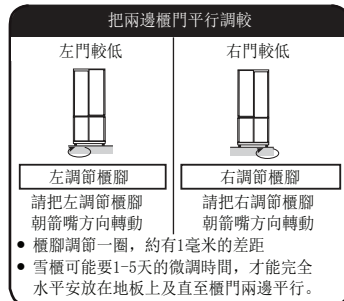 把兩邊櫃門平行調較
左門較低
右門較低
左調節櫃腳
右調節櫃腳
請把左調節櫃腳
朝箭嘴方向轉動
請把右調節櫃腳
朝箭嘴方向轉動
• 櫃腳調節一圈，約有1毫米的差距
• 雪櫃可能要1-5天的微調時間，才能完全
水平安放在地板上及直至櫃門兩邊平行。